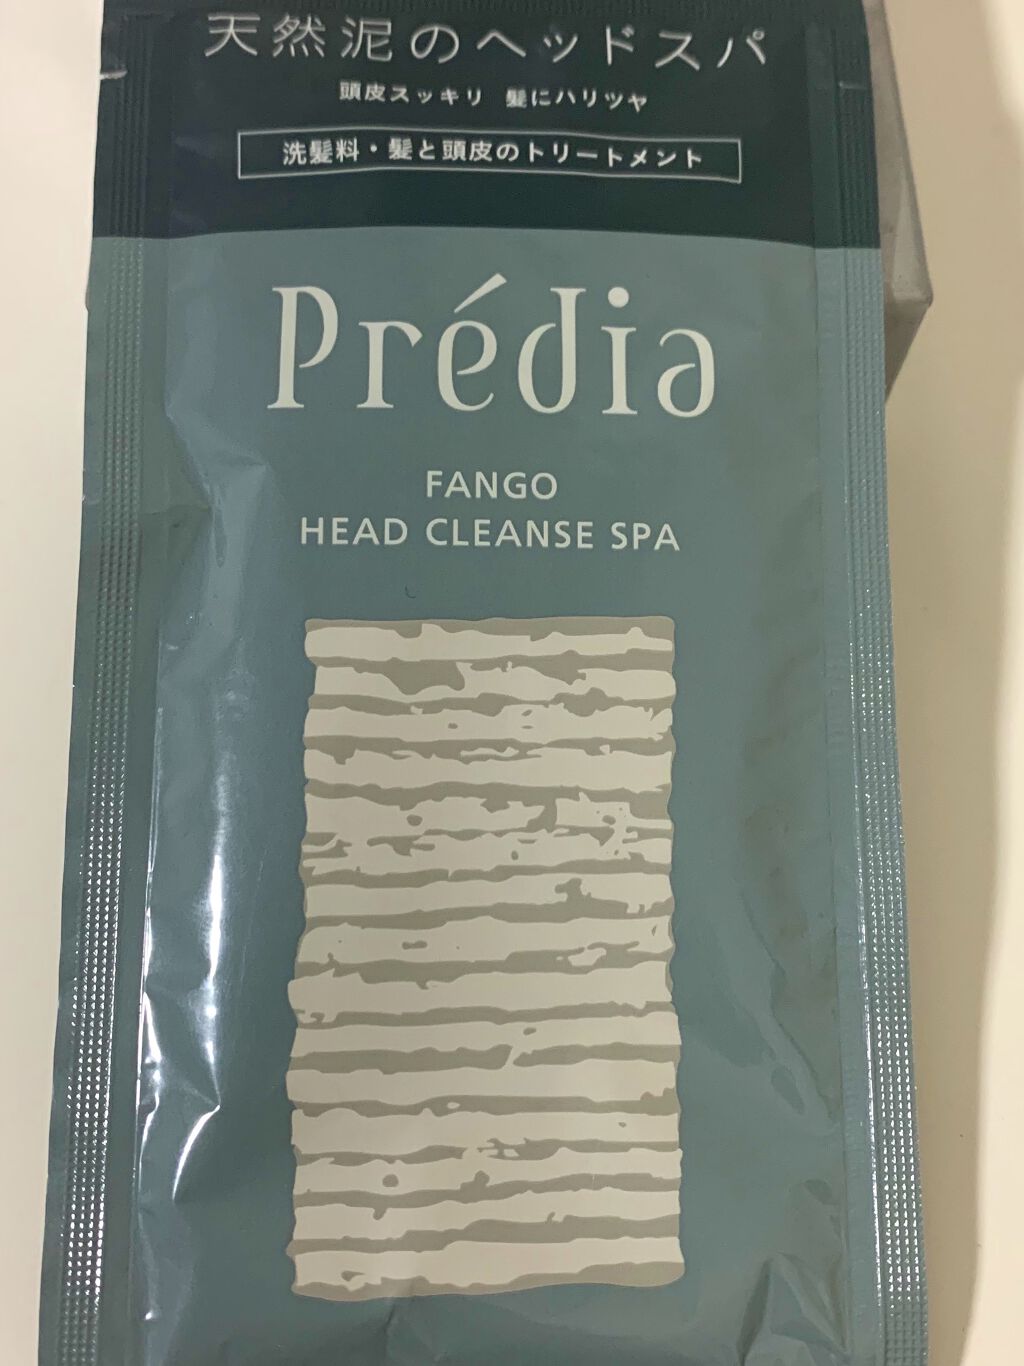 天然泥のヘッドスパ
頭皮スッキリ 髪にハリツヤ
洗髪料・髪と頭皮のトリートメント
Prédia
FANGO
HEAD CLEANSE SPA